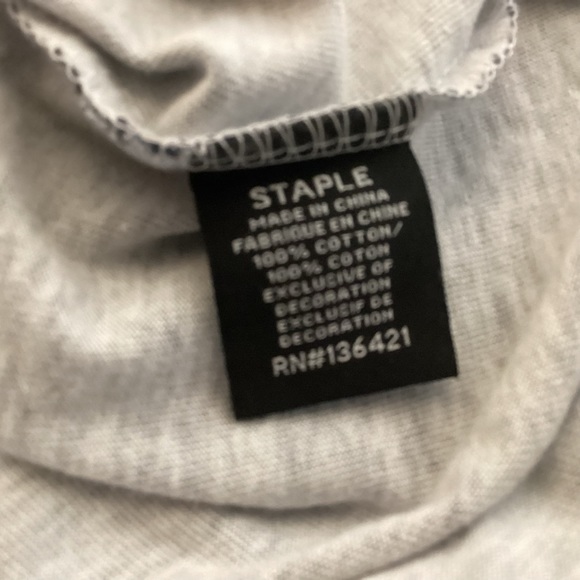 STAPLE
MADE IN CHINA
FABRIQUE EN CHINE
100% COTTON/
100% COTON
EXCLUSIVE OF
DECORATION
EXCLUSIF DE
DECORATION
RN#136421